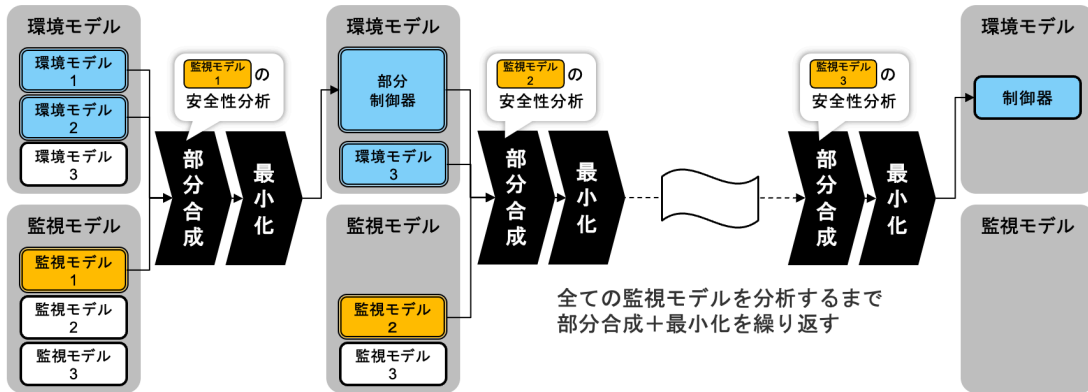 環境モデル
環境モデル
1
環境モデル
2
環境モデル
3
監視モデル
監視モデル
1
監視モデル
2
監視モデル
3
監視モデル
1
の
安全性分析
部分合成
最小化
環境モデル
部分
制御器
環境モデル
3
監視モデル
監視モデル
2
監視モデル
3
監視モデル
2
の
安全性分析
部分合成
最小化
全ての監視モデルを分析するまで
部分合成＋最小化を繰り返す
監視モデル
3
の
安全性分析
部分合成
最小化
環境モデル
制御器
監視モデル